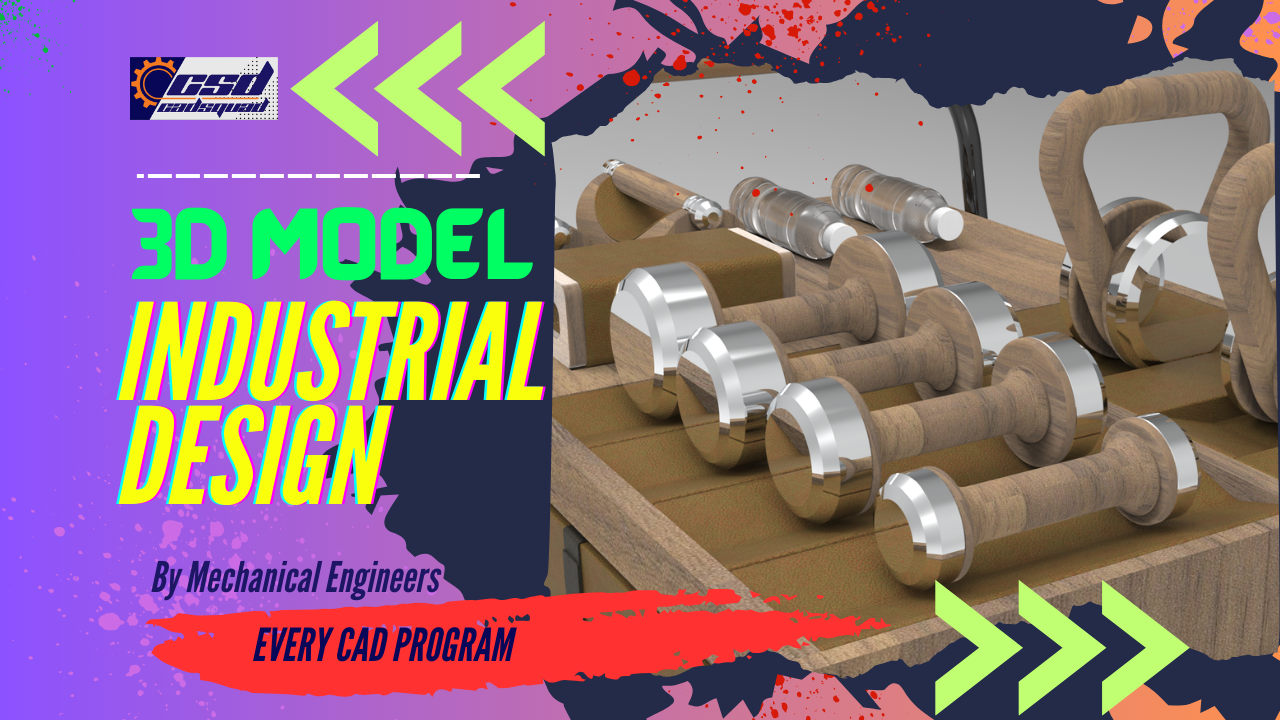 csd
cadsquad
3D MODEL
INDUSTRIAL
DESIGN
By Mechanical Engineers
EVERY CAD PROGRAM